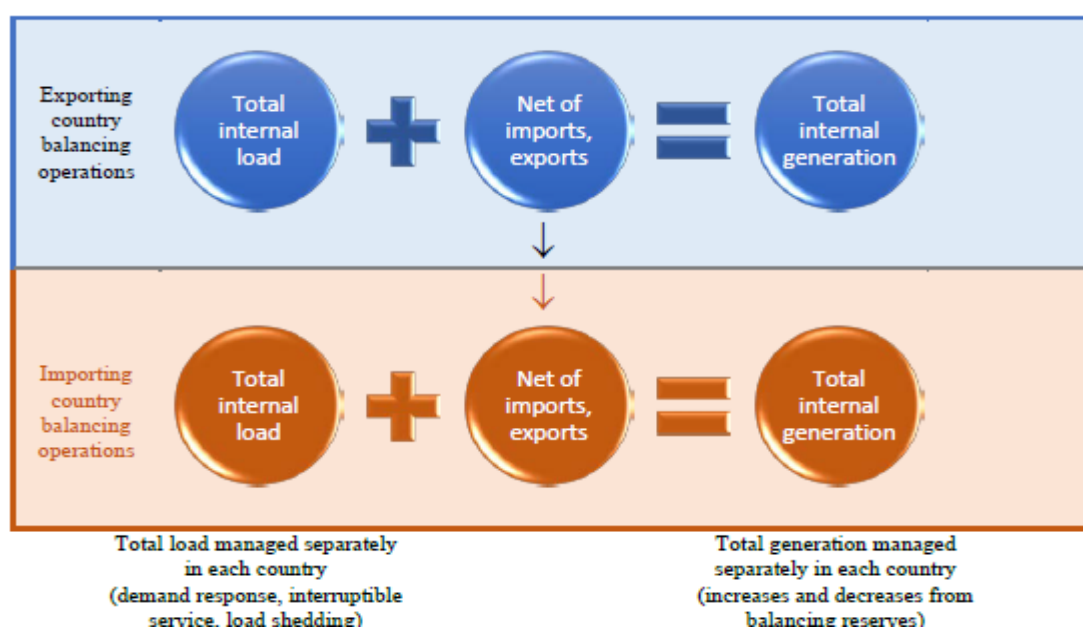 Exporting
country
balancing
operations
Total
internal
load
Net of
imports,
exports
Total
internal
generation
Importing
country
balancing
operations
Total
internal
load
Net of
imports,
exports
Total
internal
generation
Total load managed separately
in each country
(demand response, interruptible
service, load shedding)
Total generation managed
separately in each country
(increases and decreases from
balancing reserves)